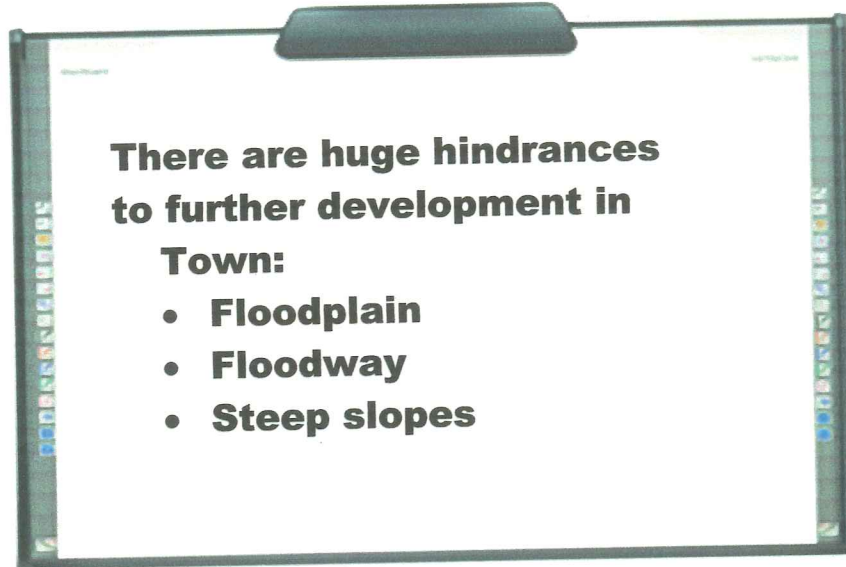 There are huge hindrances
to further development in
Town:
• Floodplain
• Floodway
• Steep slopes